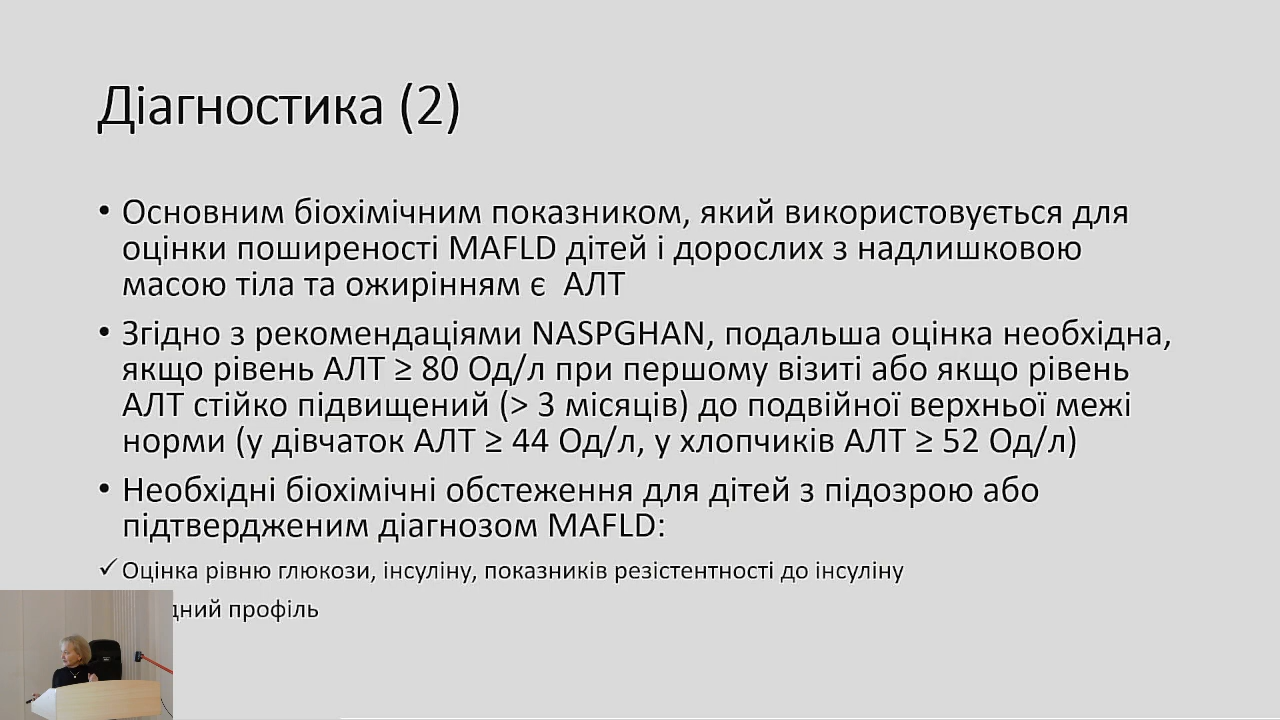 Діагностика (2)
• Основним біохімічним показником, який використовується для
оцінки поширеності MAFLD дітей і дорослих з надлишковою
масою тіла та ожирінням є АЛТ
• Згідно з рекомендаціями NASPGHAN, подальша оцінка необхідна,
якщо рівень АЛТ ≥ 80 Од/л при першому візиті або якщо рівень
АЛТ стійко підвищений (> 3 місяців) до подвійної верхньої межі
норми (у дівчаток АЛТ ≥ 44 Од/л, у хлопчиків АЛТ ≥ 52 Од/л)
• Необхідні біохімічні обстеження для дітей з підозрою або
підтвердженим діагнозом MAFLD:
✓ Оцінка рівню глюкози, інсуліну, показників резістентності до інсуліну
профіль